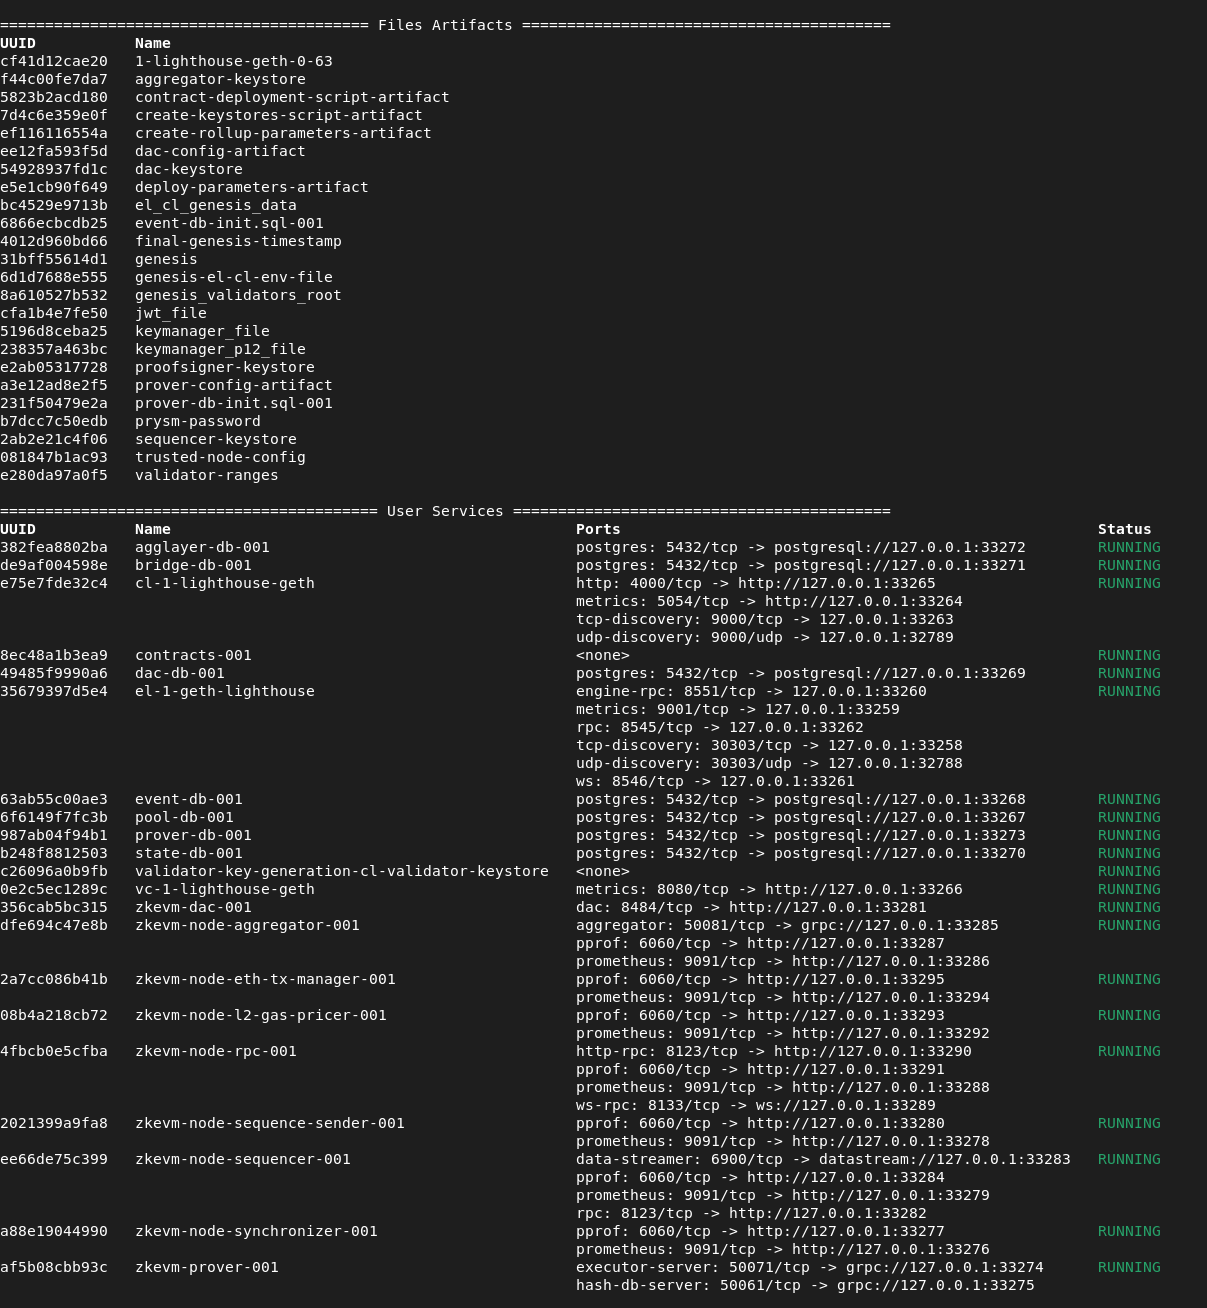 ========================================= Files Artifacts =========================================
UUID Name
cf41d12cae20 1-lighthouse-geth-0-63
f44c00fe7da7 aggregator-keystore
5823b2acd180 contract-deployment-script-artifact
7d4c6e359e0f create-keystores-script-artifact
ef116116554a create-rollup-parameters-artifact
ee12fa593f5d dac-config-artifact
54928937fd1c dac-keystore
e5e1cb90f649 deploy-parameters-artifact
bc4529e9713b el_cl_genesis_data
6866ecbcdb25 event-db-init.sql-001
4012d960bd66 final-genesis-timestamp
31bff55614d1 genesis
6d1d7688e555 genesis-el-cl-env-file
8a610527b532 genesis_validators_root
cfa1b4e7fe50 jwt_file
5196d8ceba25 keymanager_file
238357a463bc keymanager_p12_file
e2ab05317728 proofsigner-keystore
a3e12ad8e2f5 prover-config-artifact
231f50479e2a prover-db-init.sql-001
b7dcc7c50edb prysm-password
2ab2e21c4f06 sequencer-keystore
081847b1ac93 trusted-node-config
e280da97a0f5 validator-ranges
========================================== User Services ==========================================
UUID Name Ports Status
382fea8802ba agglayer-db-001 postgres: 5432/tcp -> postgresql://127.0.0.1:33272 RUNNING
de9af004598e bridge-db-001 postgres: 5432/tcp -> postgresql://127.0.0.1:33271 RUNNING
e75e7fde32c4 cl-1-lighthouse-geth http: 4000/tcp -> http://127.0.0.1:33265 RUNNING
metrics: 5054/tcp -> http://127.0.0.1:33264
tcp-discovery: 9000/tcp -> 127.0.0.1:33263
udp-discovery: 9000/udp -> 127.0.0.1:32789
8ec48a1b3ea9 contracts-001 <none> RUNNING
49485f9990a6 dac-db-001 postgres: 5432/tcp -> postgresql://127.0.0.1:33269 RUNNING
35679397d5e4 el-1-geth-lighthouse engine-rpc: 8551/tcp -> 127.0.0.1:33260 RUNNING
metrics: 9001/tcp -> 127.0.0.1:33259
rpc: 8545/tcp -> 127.0.0.1:33262
tcp-discovery: 30303/tcp -> 127.0.0.1:33258
udp-discovery: 30303/udp -> 127.0.0.1:32788
ws: 8546/tcp -> 127.0.0.1:33261
63ab55c00ae3 event-db-001 postgres: 5432/tcp -> postgresql://127.0.0.1:33268 RUNNING
6f6149f7fc3b pool-db-001 postgres: 5432/tcp -> postgresql://127.0.0.1:33267 RUNNING
987ab04f94b1 prover-db-001 postgres: 5432/tcp -> postgresql://127.0.0.1:33273 RUNNING
b248f8812503 state-db-001 postgres: 5432/tcp -> postgresql://127.0.0.1:33270 RUNNING
c26096a0b9fb validator-key-generation-cl-validator-keystore <none> RUNNING
0e2c5ec1289c vc-1-lighthouse-geth metrics: 8080/tcp -> http://127.0.0.1:33266 RUNNING
356cab5bc315 zkevm-dac-001 dac: 8484/tcp -> http://127.0.0.1:33281 RUNNING
dfe694c47e8b zkevm-node-aggregator-001 aggregator: 50081/tcp -> grpc://127.0.0.1:33285 RUNNING
pprof: 6060/tcp -> http://127.0.0.1:33287
prometheus: 9091/tcp -> http://127.0.0.1:33286
2a7cc086b41b zkevm-node-eth-tx-manager-001 pprof: 6060/tcp -> http://127.0.0.1:33295 RUNNING
prometheus: 9091/tcp -> http://127.0.0.1:33294
08b4a218cb72 zkevm-node-l2-gas-pricer-001 pprof: 6060/tcp -> http://127.0.0.1:33293 RUNNING
prometheus: 9091/tcp -> http://127.0.0.1:33292
4fbcb0e5cfba zkevm-node-rpc-001 http-rpc: 8123/tcp -> http://127.0.0.1:33290 RUNNING
pprof: 6060/tcp -> http://127.0.0.1:33291
prometheus: 9091/tcp -> http://127.0.0.1:33288
ws-rpc: 8133/tcp -> ws://127.0.0.1:33289
2021399a9fa8 zkevm-node-sequence-sender-001 pprof: 6060/tcp -> http://127.0.0.1:33280 RUNNING
prometheus: 9091/tcp -> http://127.0.0.1:33278
ee66de75c399 zkevm-node-sequencer-001 data-streamer: 6900/tcp -> datastream://127.0.0.1:33283 RUNNING
pprof: 6060/tcp -> http://127.0.0.1:33284
prometheus: 9091/tcp -> http://127.0.0.1:33279
rpc: 8123/tcp -> http://127.0.0.1:33282
a88e19044990 zkevm-node-synchronizer-001 pprof: 6060/tcp -> http://127.0.0.1:33277 RUNNING
prometheus: 9091/tcp -> http://127.0.0.1:33276
af5b08cbb93c zkevm-prover-001 executor-server: 50071/tcp -> grpc://127.0.0.1:33274 RUNNING
hash-db-server: 50061/tcp -> grpc://127.0.0.1:33275